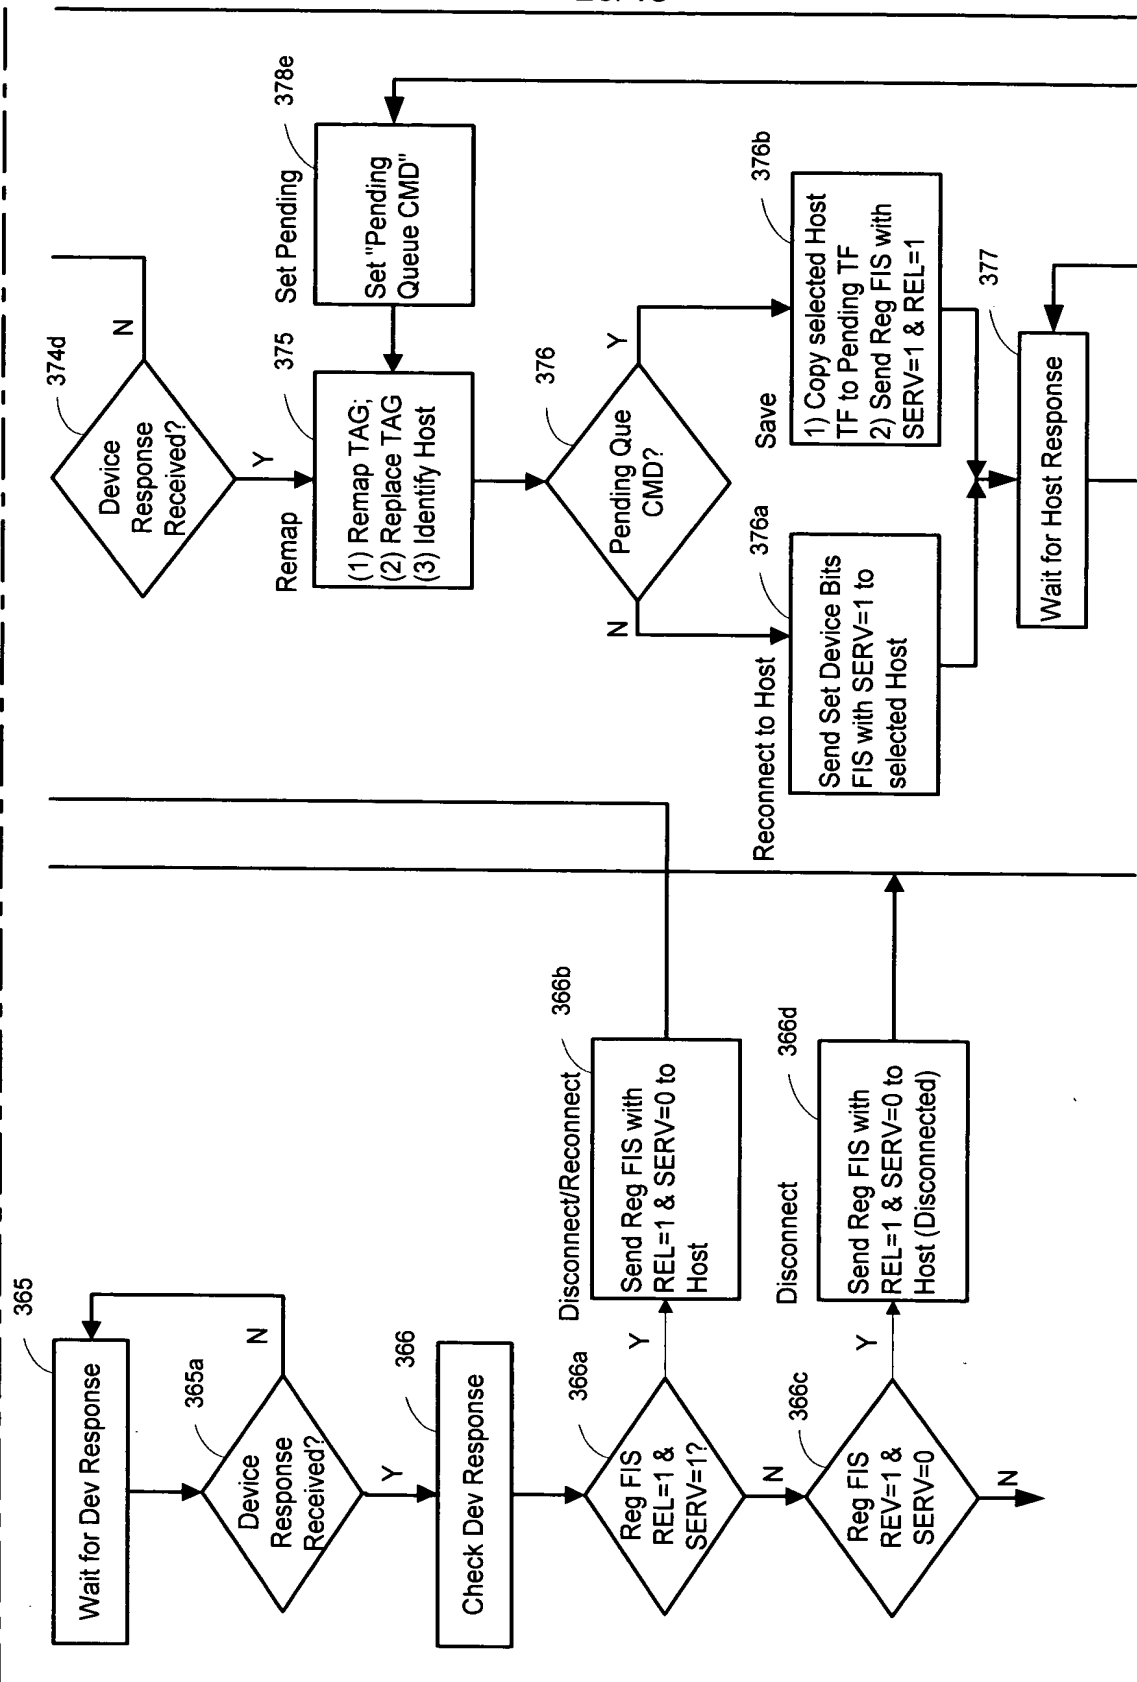 365
Wait for Dev Response
365a
Device
Response
Received?
N
Y
366
Check Dev Response
366a
Reg FIS
REL=1 &
SERV=1?
Y
N
Disconnect/Reconnect
366b
Send Reg FIS with
REL=1 & SERV=0 to
Host
366c
Reg FIS
REV=1 &
SERV=0
Y
N
Disconnect
366d
Send Reg FIS with
REL=1 & SERV=0 to
Host (Disconnected)
374d
Device
Response
Received?
N
Y
Remap
375
(1) Remap TAG;
(2) Replace TAG
(3) Identify Host
Set Pending
378e
Set "Pending
Queue CMD"
376
Pending Que
CMD?
N
Y
Reconnect to Host
376a
Send Set Device Bits
FIS with SERV=1 to
selected Host
Save
376b
1) Copy selected Host
TF to Pending TF
2) Send Reg FIS with
SERV=1 & REL=1
377
Wait for Host Response